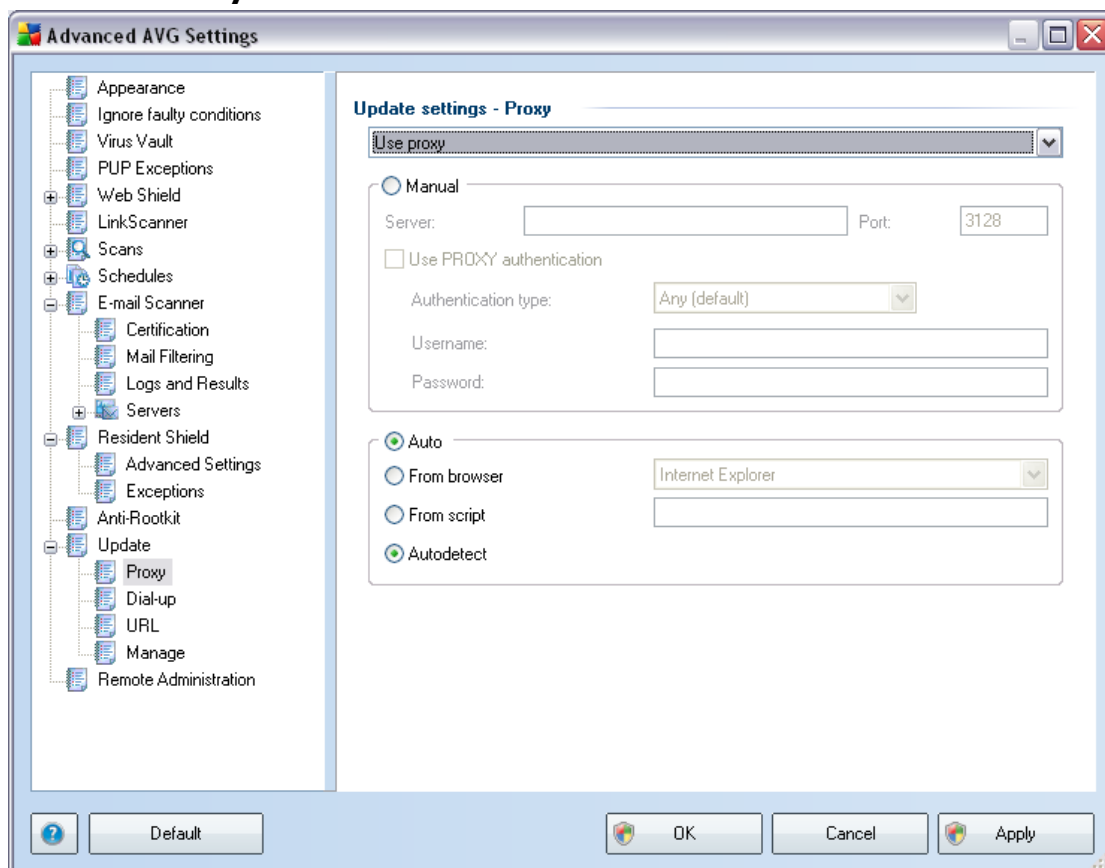 Advanced AVG Settings
Appearance
Ignore faulty conditions
Virus Vault
PUP Exceptions
Web Shield
LinkScanner
Scans
Schedules
E-mail Scanner
Certification
Mail Filtering
Logs and Results
Servers
Resident Shield
Advanced Settings
Exceptions
Anti-Rootkit
Update
Proxy
Dial-up
URL
Manage
Remote Administration
Update settings - Proxy
Use proxy
Manual
Server: Port: 3128
Use PROXY authentication
Authentication type: Any (default)
Username:
Password:
Auto
From browser Internet Explorer
From script
Autodetect
? Default OK Cancel Apply